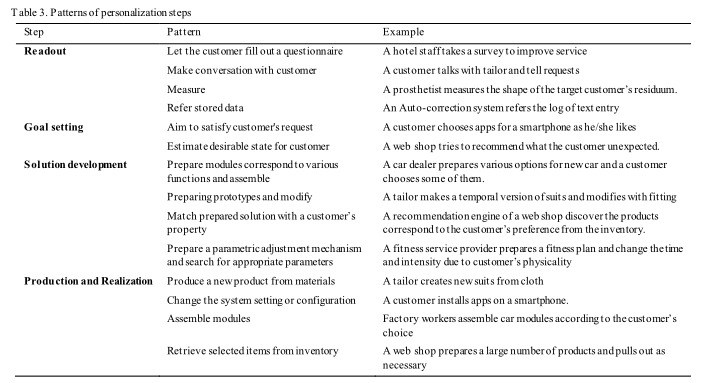 Table 3. Patterns of personalization steps
Step Pattern Example
Readout Let the customer fill out a questionnaire A hotel staff takes a survey to improve service
Make conversation with customer A customer talks with tailor and tell requests
Measure A prosthetist measures the shape of the target customer's residuum.
Refer stored data An Auto-correction system refers the log of text entry
Goal setting Aim to satisfy customer's request A customer chooses apps for a smartphone as he/she likes
Estimate desirable state for customer A web shop tries to recommend what the customer unexpected.
Solution development Prepare modules correspond to various A car dealer prepares various options for new car and a customer
functions and assemble chooses some of them.
Preparing prototypes and modify A tailor makes a temporal version of suits and modifies with fitting
Match prepared solution with a customer's A recommendation engine of a web shop discover the products
property correspond to the customer's preference from the inventory.
Prepare a parametric adjustment mechanism A fitness service provider prepares a fitness plan and change the time
and search for appropriate parameters and intensity due to customer's physicality
Production and Realization Produce a new product from materials A tailor creates new suits from cloth
Change the system setting or configuration A customer installs apps on a smartphone.
Assemble modules Factory workers assemble car modules according to the customer's
choice
Retrieve selected items from inventory A web shop prepares a large number of products and pulls out as
necessary